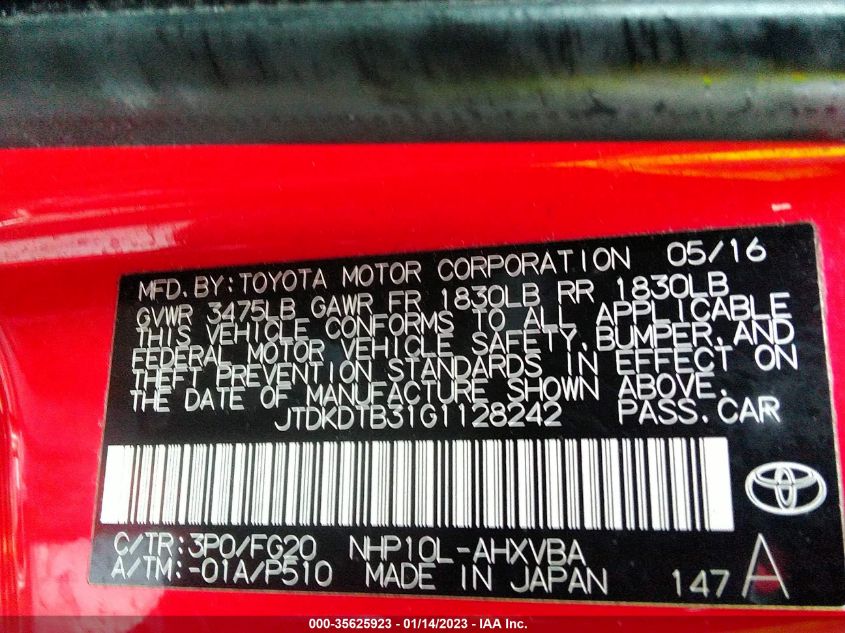 MFD. BY: TOYOTA MOTOR CORPORATION 05/16
GVWR 3475LB GAWR FR 1830LB RR 1830LB
THIS VEHICLE CONFORMS TO ALL APPLICABLE
FEDERAL MOTOR VEHICLE SAFETY, BUMPER, AND
THEFT PREVENTION STANDARDS IN EFFECT ON
THE DATE OF MANUFACTURE SHOWN ABOVE.
JTDKDTB31G1128242 PASS. CAR
C/TR: 3P0/FG20 NHP10L-AHXVBA
A/TM: -01A/P510 MADE IN JAPAN 147 A
000-35625923 - 01/14/2023 - IAA Inc.